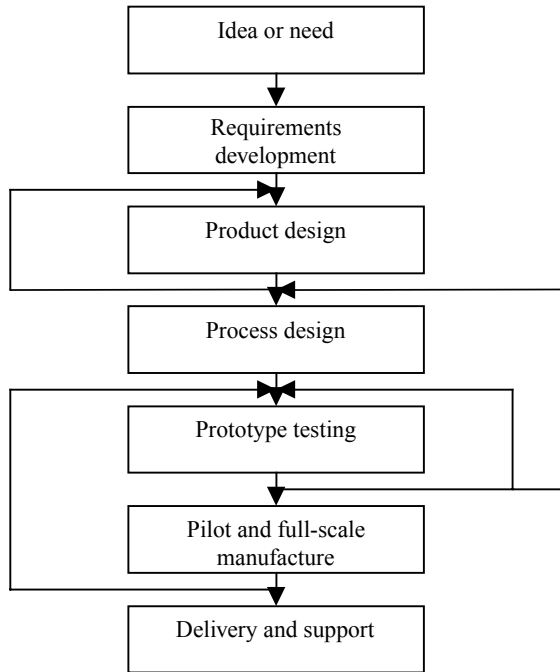 Idea or need
Requirements
development
Product design
Process design
Prototype testing
Pilot and full-scale
manufacture
Delivery and support